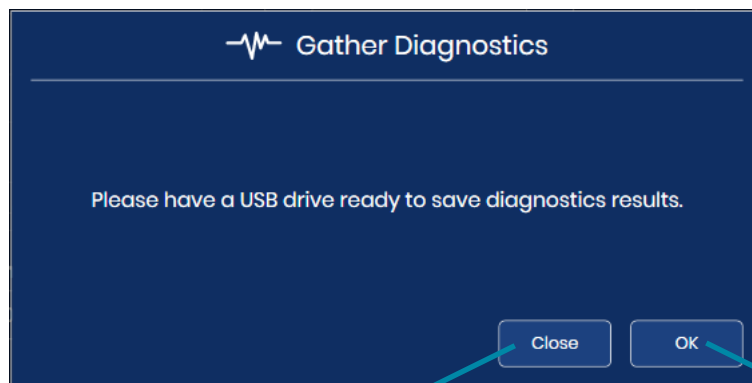 Gather Diagnostics
Please have a USB drive ready to save diagnostics results.
Close
OK